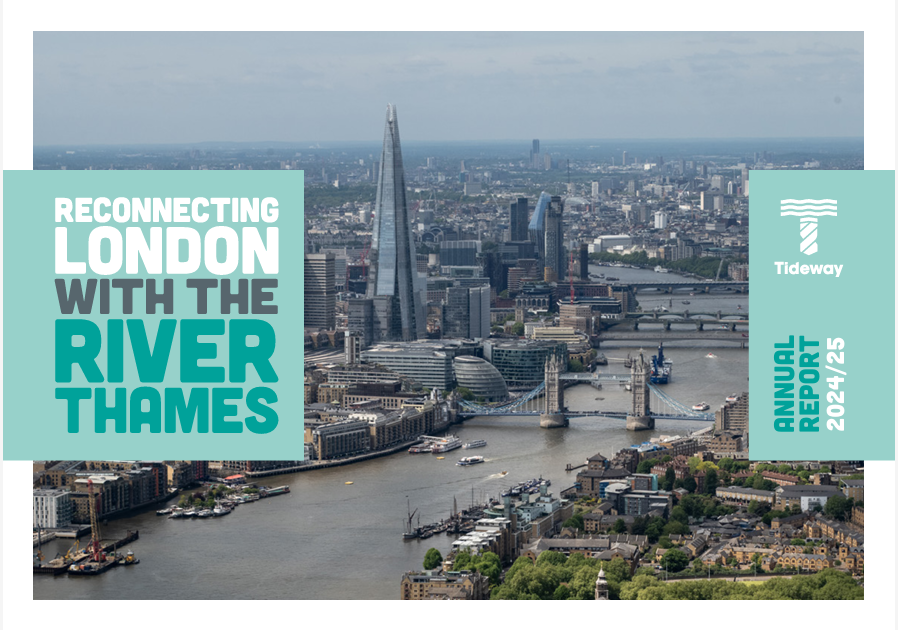 RECONNECTING
LONDON
WITH THE
RIVER
THAMES
Tideway
ANNUAL
REPORT
2024/25